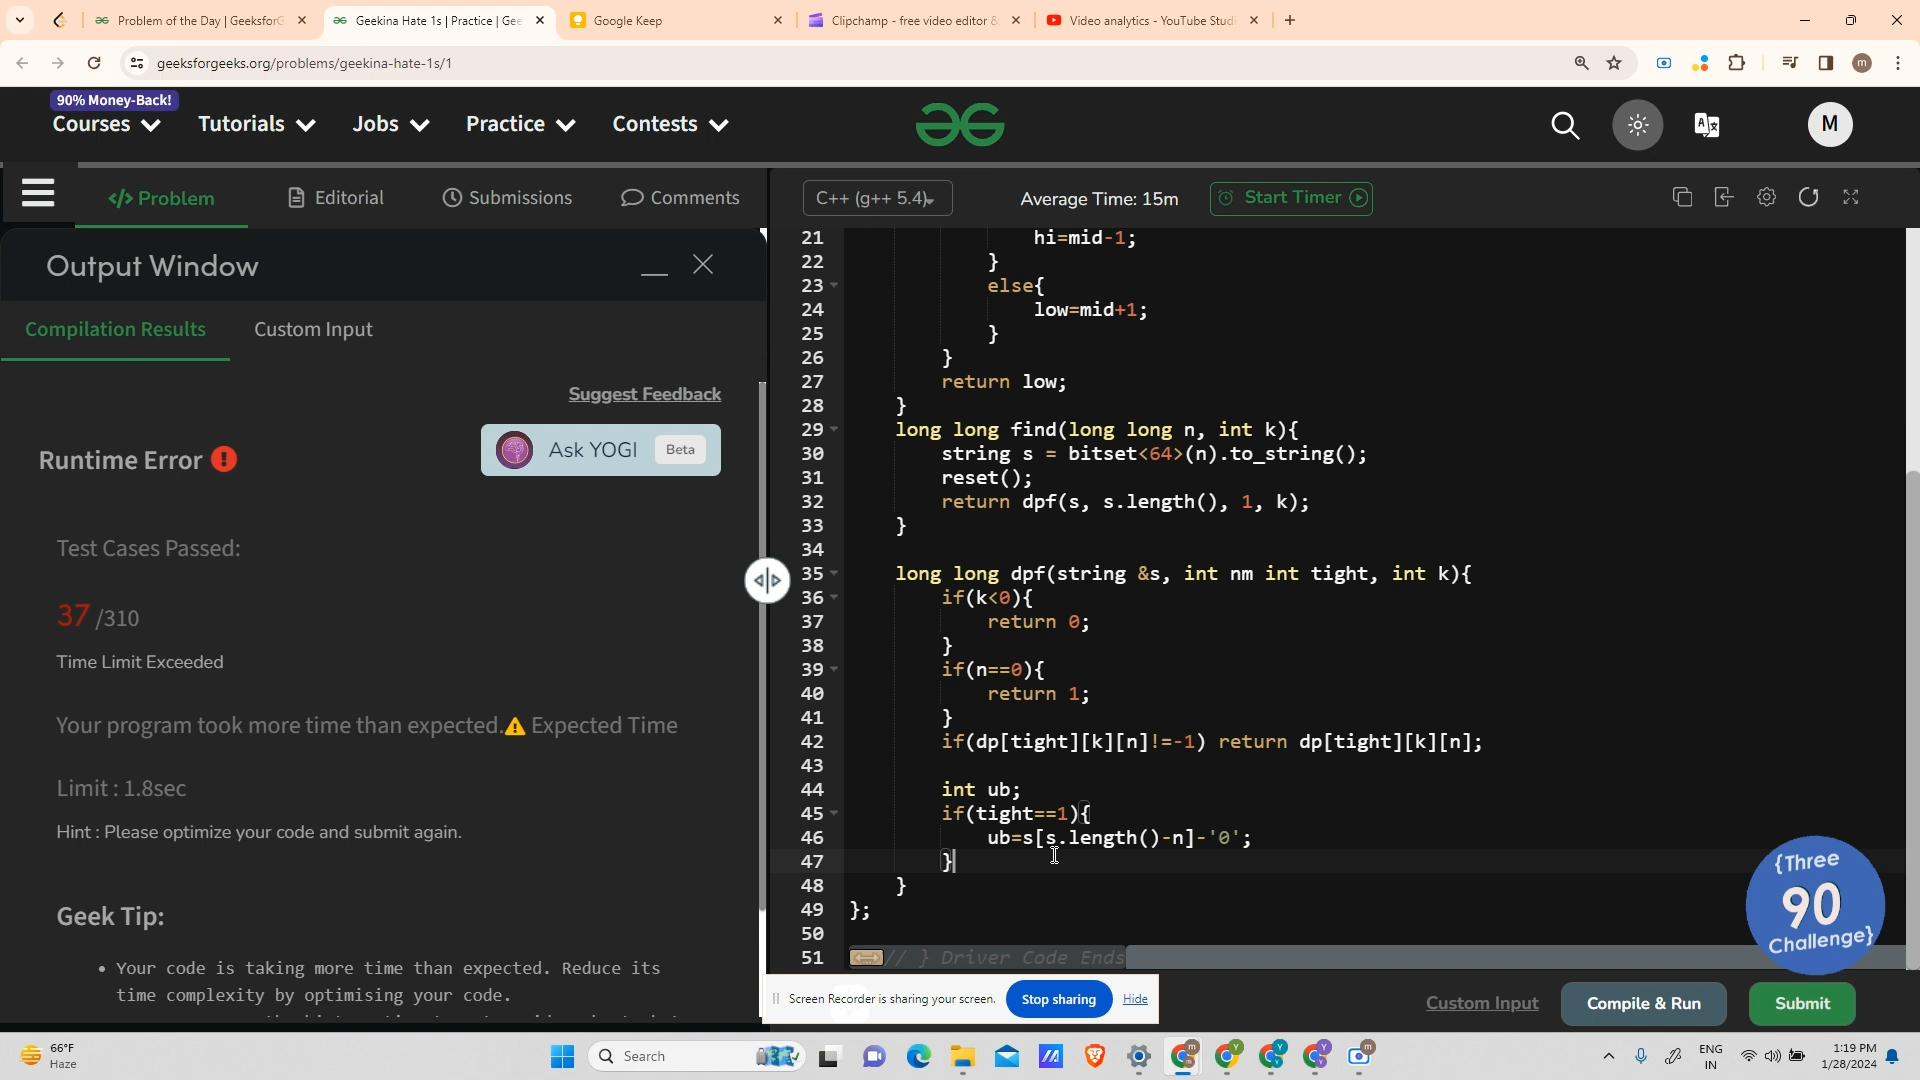 Problem of the Day | GeeksforG
Geekina Hate 1s | Practice | Gee
Google Keep
Clipchamp - free video editor &
Video analytics - YouTube Studi
geeksforgeeks.org/problems/geekina-hate-1s/1
m
90% Money-Back!
Courses
Tutorials
Jobs
Practice
Contests
M
</> Problem
Editorial
Submissions
Comments
C++ (g++ 5.4)
Average Time: 15m
Start Timer
Output Window
Compilation Results
Custom Input
Suggest Feedback
Runtime Error
Ask YOGI
Beta
Test Cases Passed:
37 /310
Time Limit Exceeded
Your program took more time than expected. Expected Time
Limit : 1.8sec
Hint : Please optimize your code and submit again.
Geek Tip:
• Your code is taking more time than expected. Reduce its
time complexity by optimising your code.
21 hi=mid-1;
22 }
23 else{
24 low=mid+1;
25 }
26 }
27 return low;
28 }
29 long long find(long long n, int k){
30 string s = bitset<64>(n).to_string();
31 reset();
32 return dpf(s, s.length(), 1, k);
33 }
34
35 long long dpf(string &s, int nm int tight, int k){
36 if(k<0){
37 return 0;
38 }
39 if(n==0){
40 return 1;
41 }
42 if(dp[tight][k][n]!=-1) return dp[tight][k][n];
43
44 int ub;
45 if(tight==1){
46 ub=s[s.length()-n]-'0';
47 }
48 }
49 };
50
51 // } Driver Code Ends
{Three
90
Challenge}
Screen Recorder is sharing your screen.
Stop sharing
Hide
Custom Input
Compile & Run
Submit
66°F
Haze
Search
ENG
IN
1:19 PM
1/28/2024